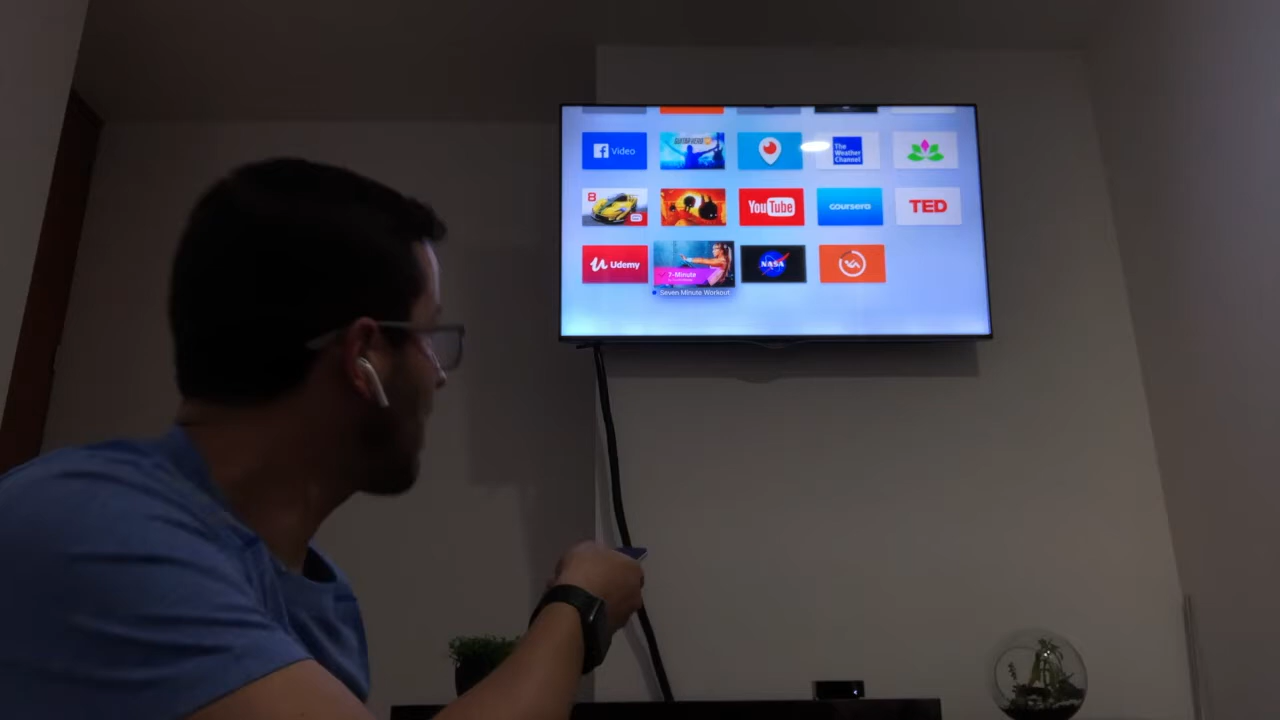 f Video
The
Weather
Channel
B
YouTube
coursera
TED
Udemy
7-Minute
NASA
Seven Minute Workout